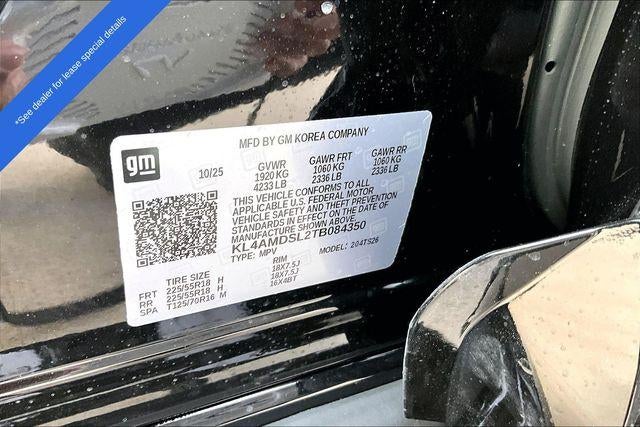 *See dealer for lease special details
MFD BY GM KOREA COMPANY
gm
10/25
GVWR GAWR FRT GAWR RR
1920 KG 1060 KG 1060 KG
4233 LB 2336 LB 2336 LB
THIS VEHICLE CONFORMS TO ALL
APPLICABLE U.S. FEDERAL MOTOR
VEHICLE SAFETY AND THEFT PREVENTION
STANDARDS IN EFFECT ON THE DATE OF
MANUFACTURE SHOWN ABOVE.
KL4AMDSL2TB084350
TYPE: MPV MODEL: 204TS26
TIRE SIZE RIM
FRT 225/55R18 H 18X7.5J
RR 225/55R18 H 18X7.5J
SPA T125/70R16 M 16X4BT